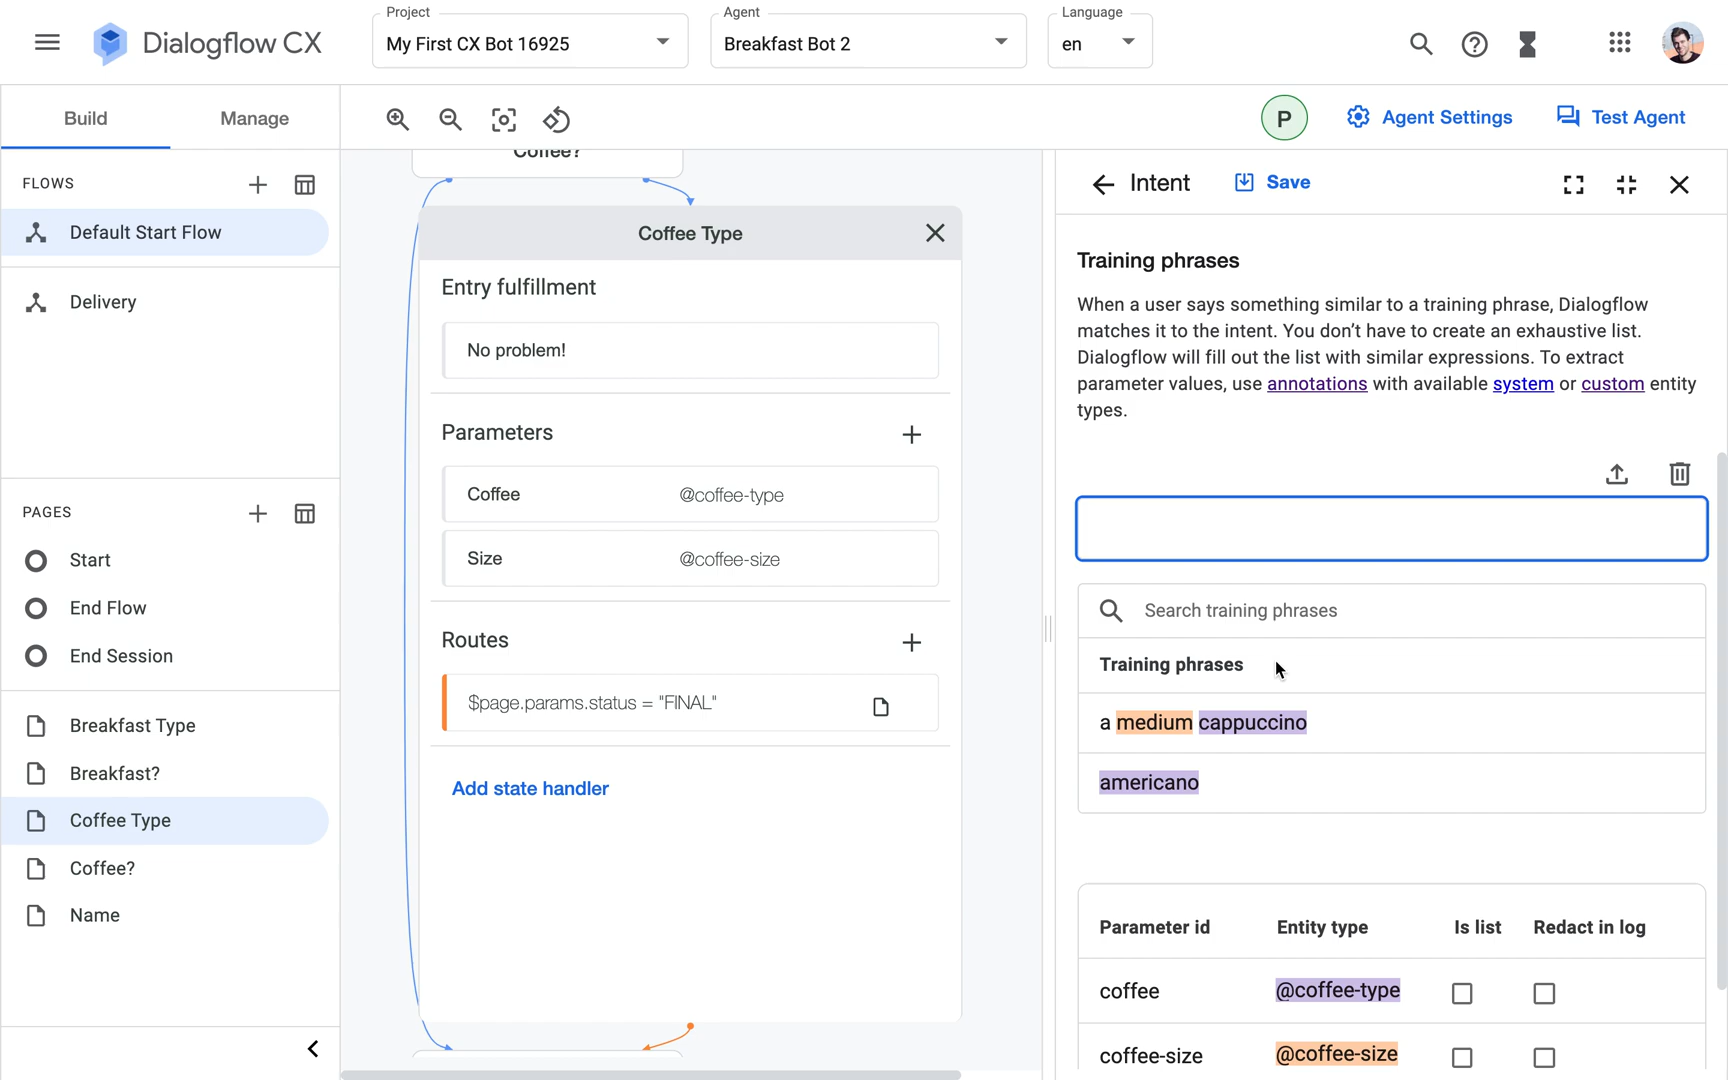 Dialogflow CX
Project
My First CX Bot 16925
Agent
Breakfast Bot 2
Language
en
Build
Manage
P
Agent Settings
Test Agent
FLOWS
Default Start Flow
Delivery
PAGES
Start
End Flow
End Session
Breakfast Type
Breakfast?
Coffee Type
Coffee?
Name
Coffee?
Coffee Type
Entry fulfillment
No problem!
Parameters
Coffee @coffee-type
Size @coffee-size
Routes
$page.params.status = "FINAL"
Add state handler
Intent
Save
Training phrases
When a user says something similar to a training phrase, Dialogflow
matches it to the intent. You don’t have to create an exhaustive list.
Dialogflow will fill out the list with similar expressions. To extract
parameter values, use annotations with available system or custom entity
types.
Search training phrases
Training phrases
a medium cappuccino
americano
Parameter id Entity type Is list Redact in log
coffee @coffee-type
coffee-size @coffee-size